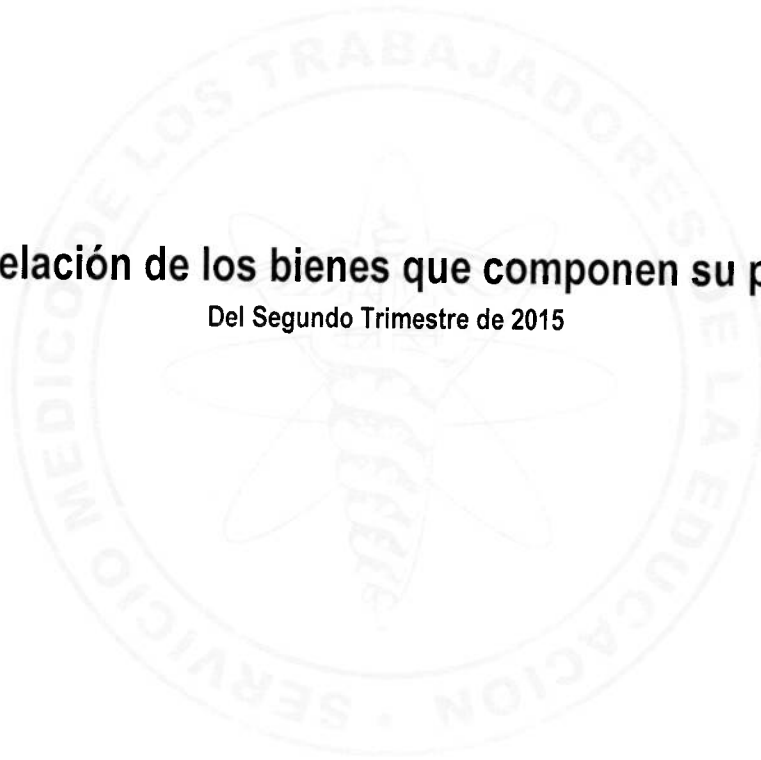 elación de los bienes que componen su p
Del Segundo Trimestre de 2015
SERVICIO MEDICO DE LOS TRABAJADORES DE LA EDUCACION